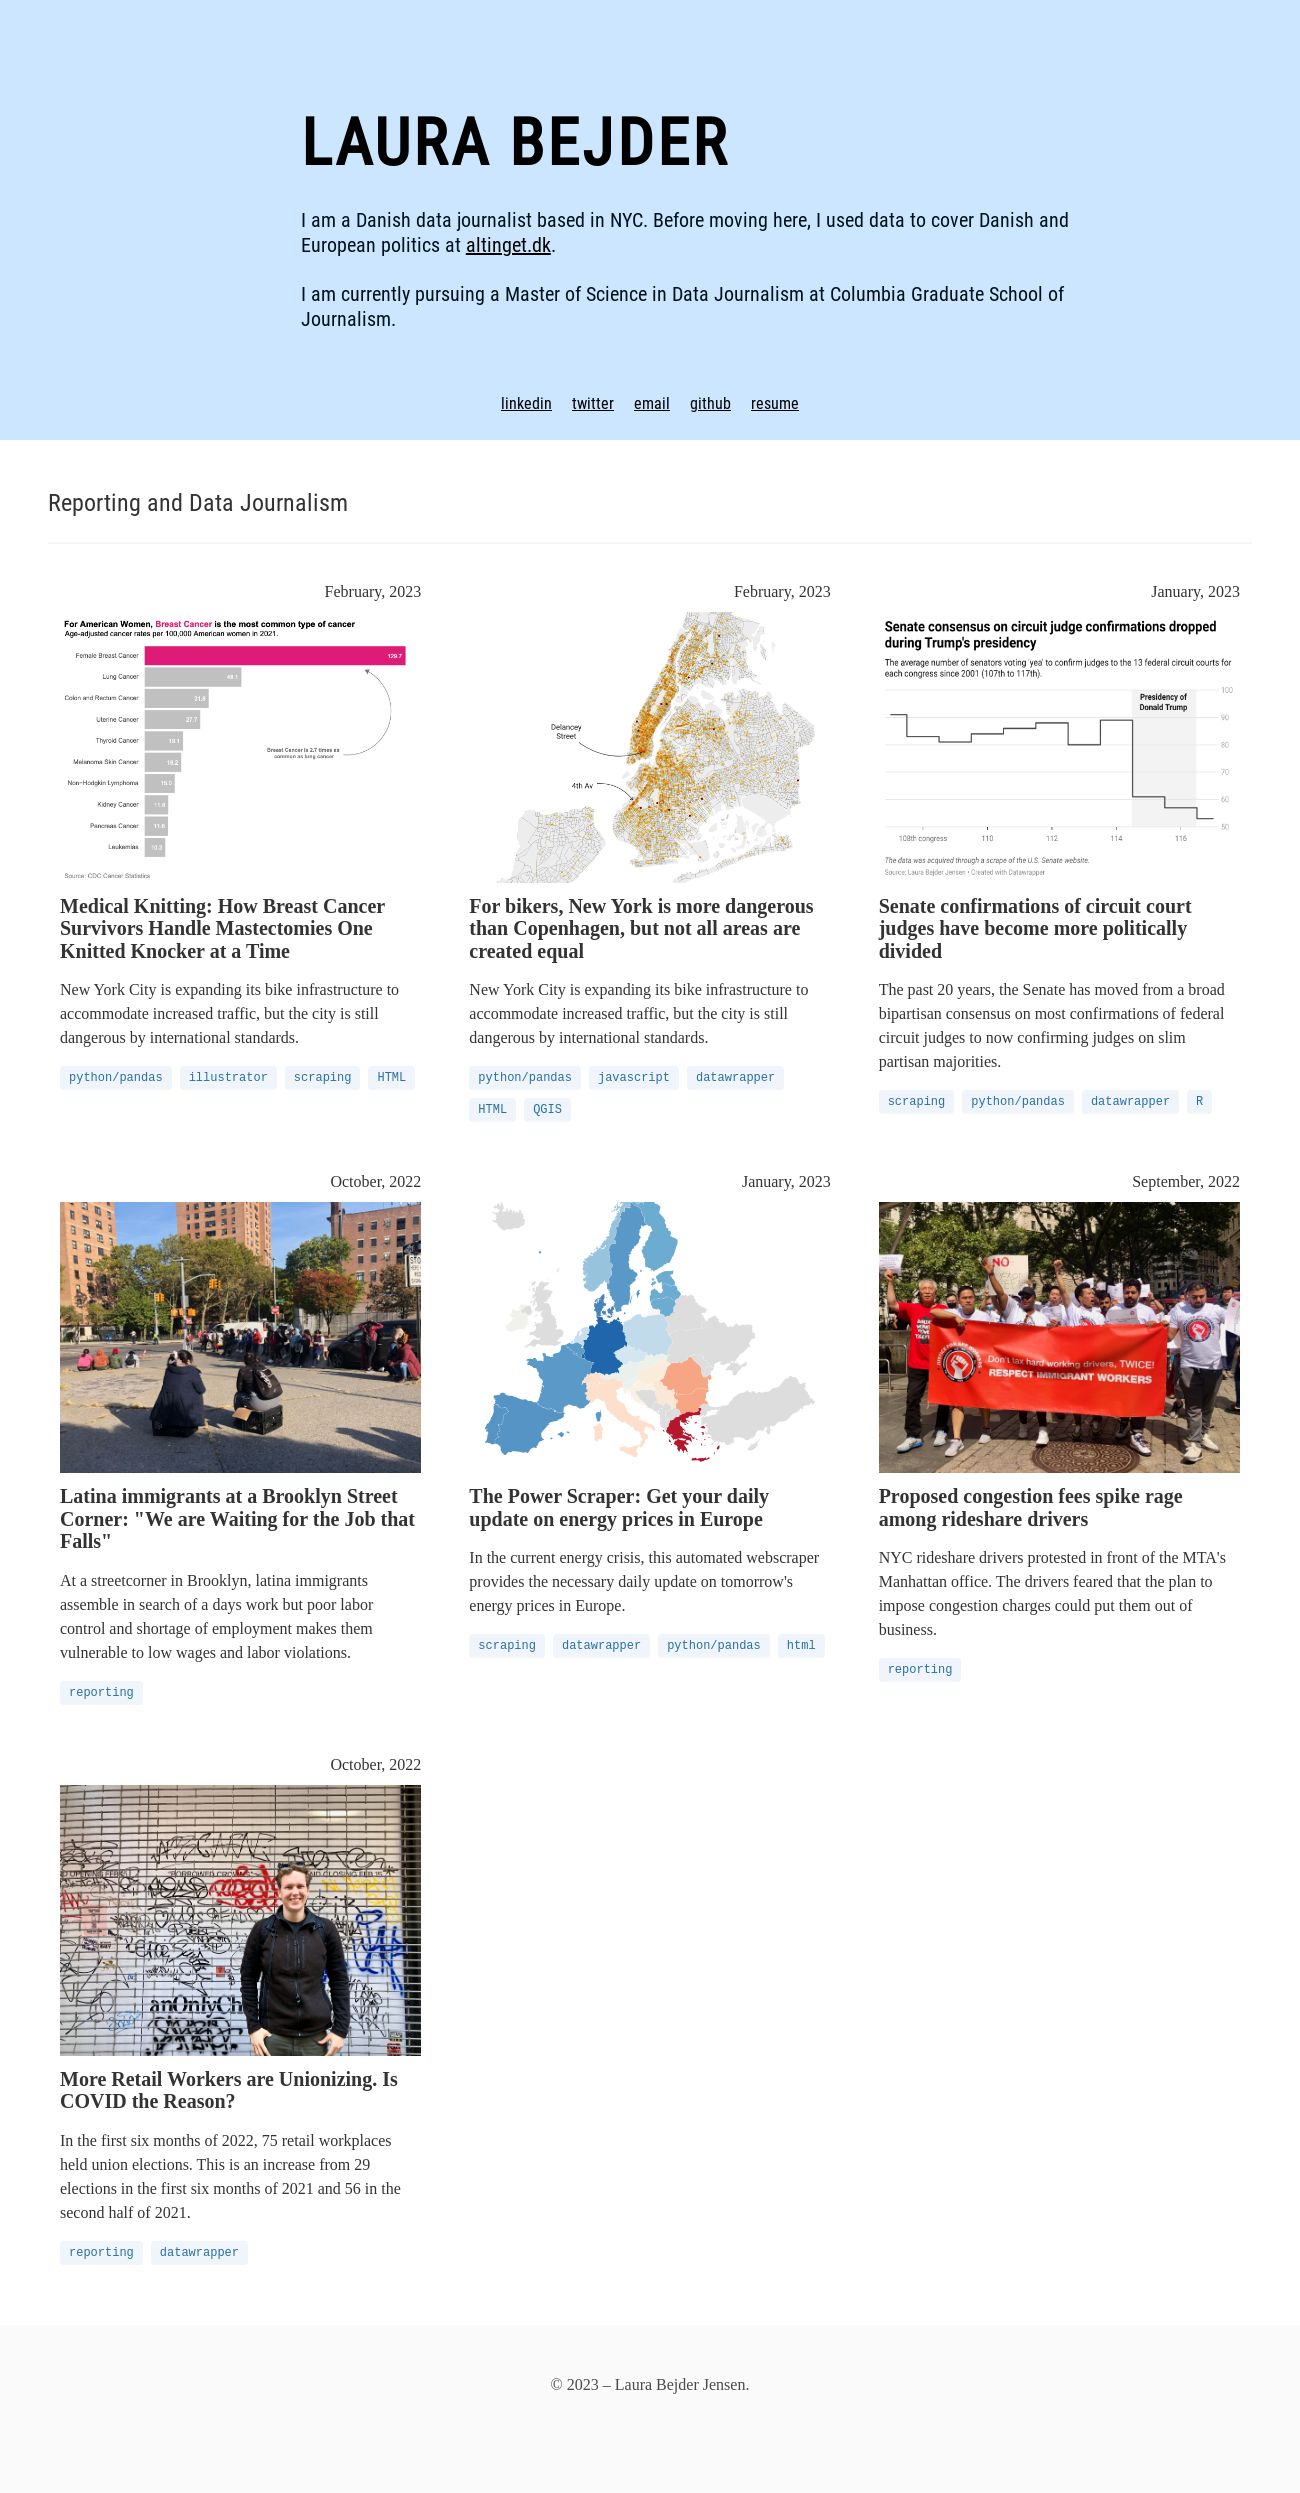 LAURA BEJDER
I am a Danish data journalist based in NYC. Before moving here, I used data to cover Danish and
European politics at altinget.dk.
I am currently pursuing a Master of Science in Data Journalism at Columbia Graduate School of
Journalism.
linkedin twitter email github resume
Reporting and Data Journalism
February, 2023
For American Women, Breast Cancer is the most common type of cancer
Age-adjusted cancer rates per 100,000 American women in 2021.
Female Breast Cancer 129.7
Lung Cancer 48.1
Colon and Rectum Cancer 31.8
Uterine Cancer 27.7
Thyroid Cancer 19.1
Melanoma Skin Cancer 18.2
Non-Hodgkin Lymphoma 15.0
Kidney Cancer 11.8
Pancreas Cancer 11.6
Leukemias 10.3
Breast Cancer is 2.7 times as
common as lung cancer
Source: CDC Cancer Statistics
Medical Knitting: How Breast Cancer
Survivors Handle Mastectomies One
Knitted Knocker at a Time
New York City is expanding its bike infrastructure to
accommodate increased traffic, but the city is still
dangerous by international standards.
python/pandas illustrator scraping HTML
February, 2023
Delancey
Street
4th Av
For bikers, New York is more dangerous
than Copenhagen, but not all areas are
created equal
New York City is expanding its bike infrastructure to
accommodate increased traffic, but the city is still
dangerous by international standards.
python/pandas javascript datawrapper
HTML QGIS
January, 2023
Senate consensus on circuit judge confirmations dropped
during Trump's presidency
The average number of senators voting 'yea' to confirm judges to the 13 federal circuit courts for
each congress since 2001 (107th to 117th).
Presidency of
Donald Trump
100
90
80
70
60
50
108th congress 110 112 114 116
The data was acquired through a scrape of the U.S. Senate website.
Source: Laura Bejder Jensen • Created with Datawrapper
Senate confirmations of circuit court
judges have become more politically
divided
The past 20 years, the Senate has moved from a broad
bipartisan consensus on most confirmations of federal
circuit judges to now confirming judges on slim
partisan majorities.
scraping python/pandas datawrapper R
October, 2022
Latina immigrants at a Brooklyn Street
Corner: "We are Waiting for the Job that
Falls"
At a streetcorner in Brooklyn, latina immigrants
assemble in search of a days work but poor labor
control and shortage of employment makes them
vulnerable to low wages and labor violations.
reporting
January, 2023
The Power Scraper: Get your daily
update on energy prices in Europe
In the current energy crisis, this automated webscraper
provides the necessary daily update on tomorrow's
energy prices in Europe.
scraping datawrapper python/pandas html
September, 2022
NO
Don't tax hard working drivers, TWICE!
RESPECT IMMIGRANT WORKERS
Proposed congestion fees spike rage
among rideshare drivers
NYC rideshare drivers protested in front of the MTA's
Manhattan office. The drivers feared that the plan to
impose congestion charges could put them out of
business.
reporting
October, 2022
anOnlyCh
More Retail Workers are Unionizing. Is
COVID the Reason?
In the first six months of 2022, 75 retail workplaces
held union elections. This is an increase from 29
elections in the first six months of 2021 and 56 in the
second half of 2021.
reporting datawrapper
© 2023 – Laura Bejder Jensen.